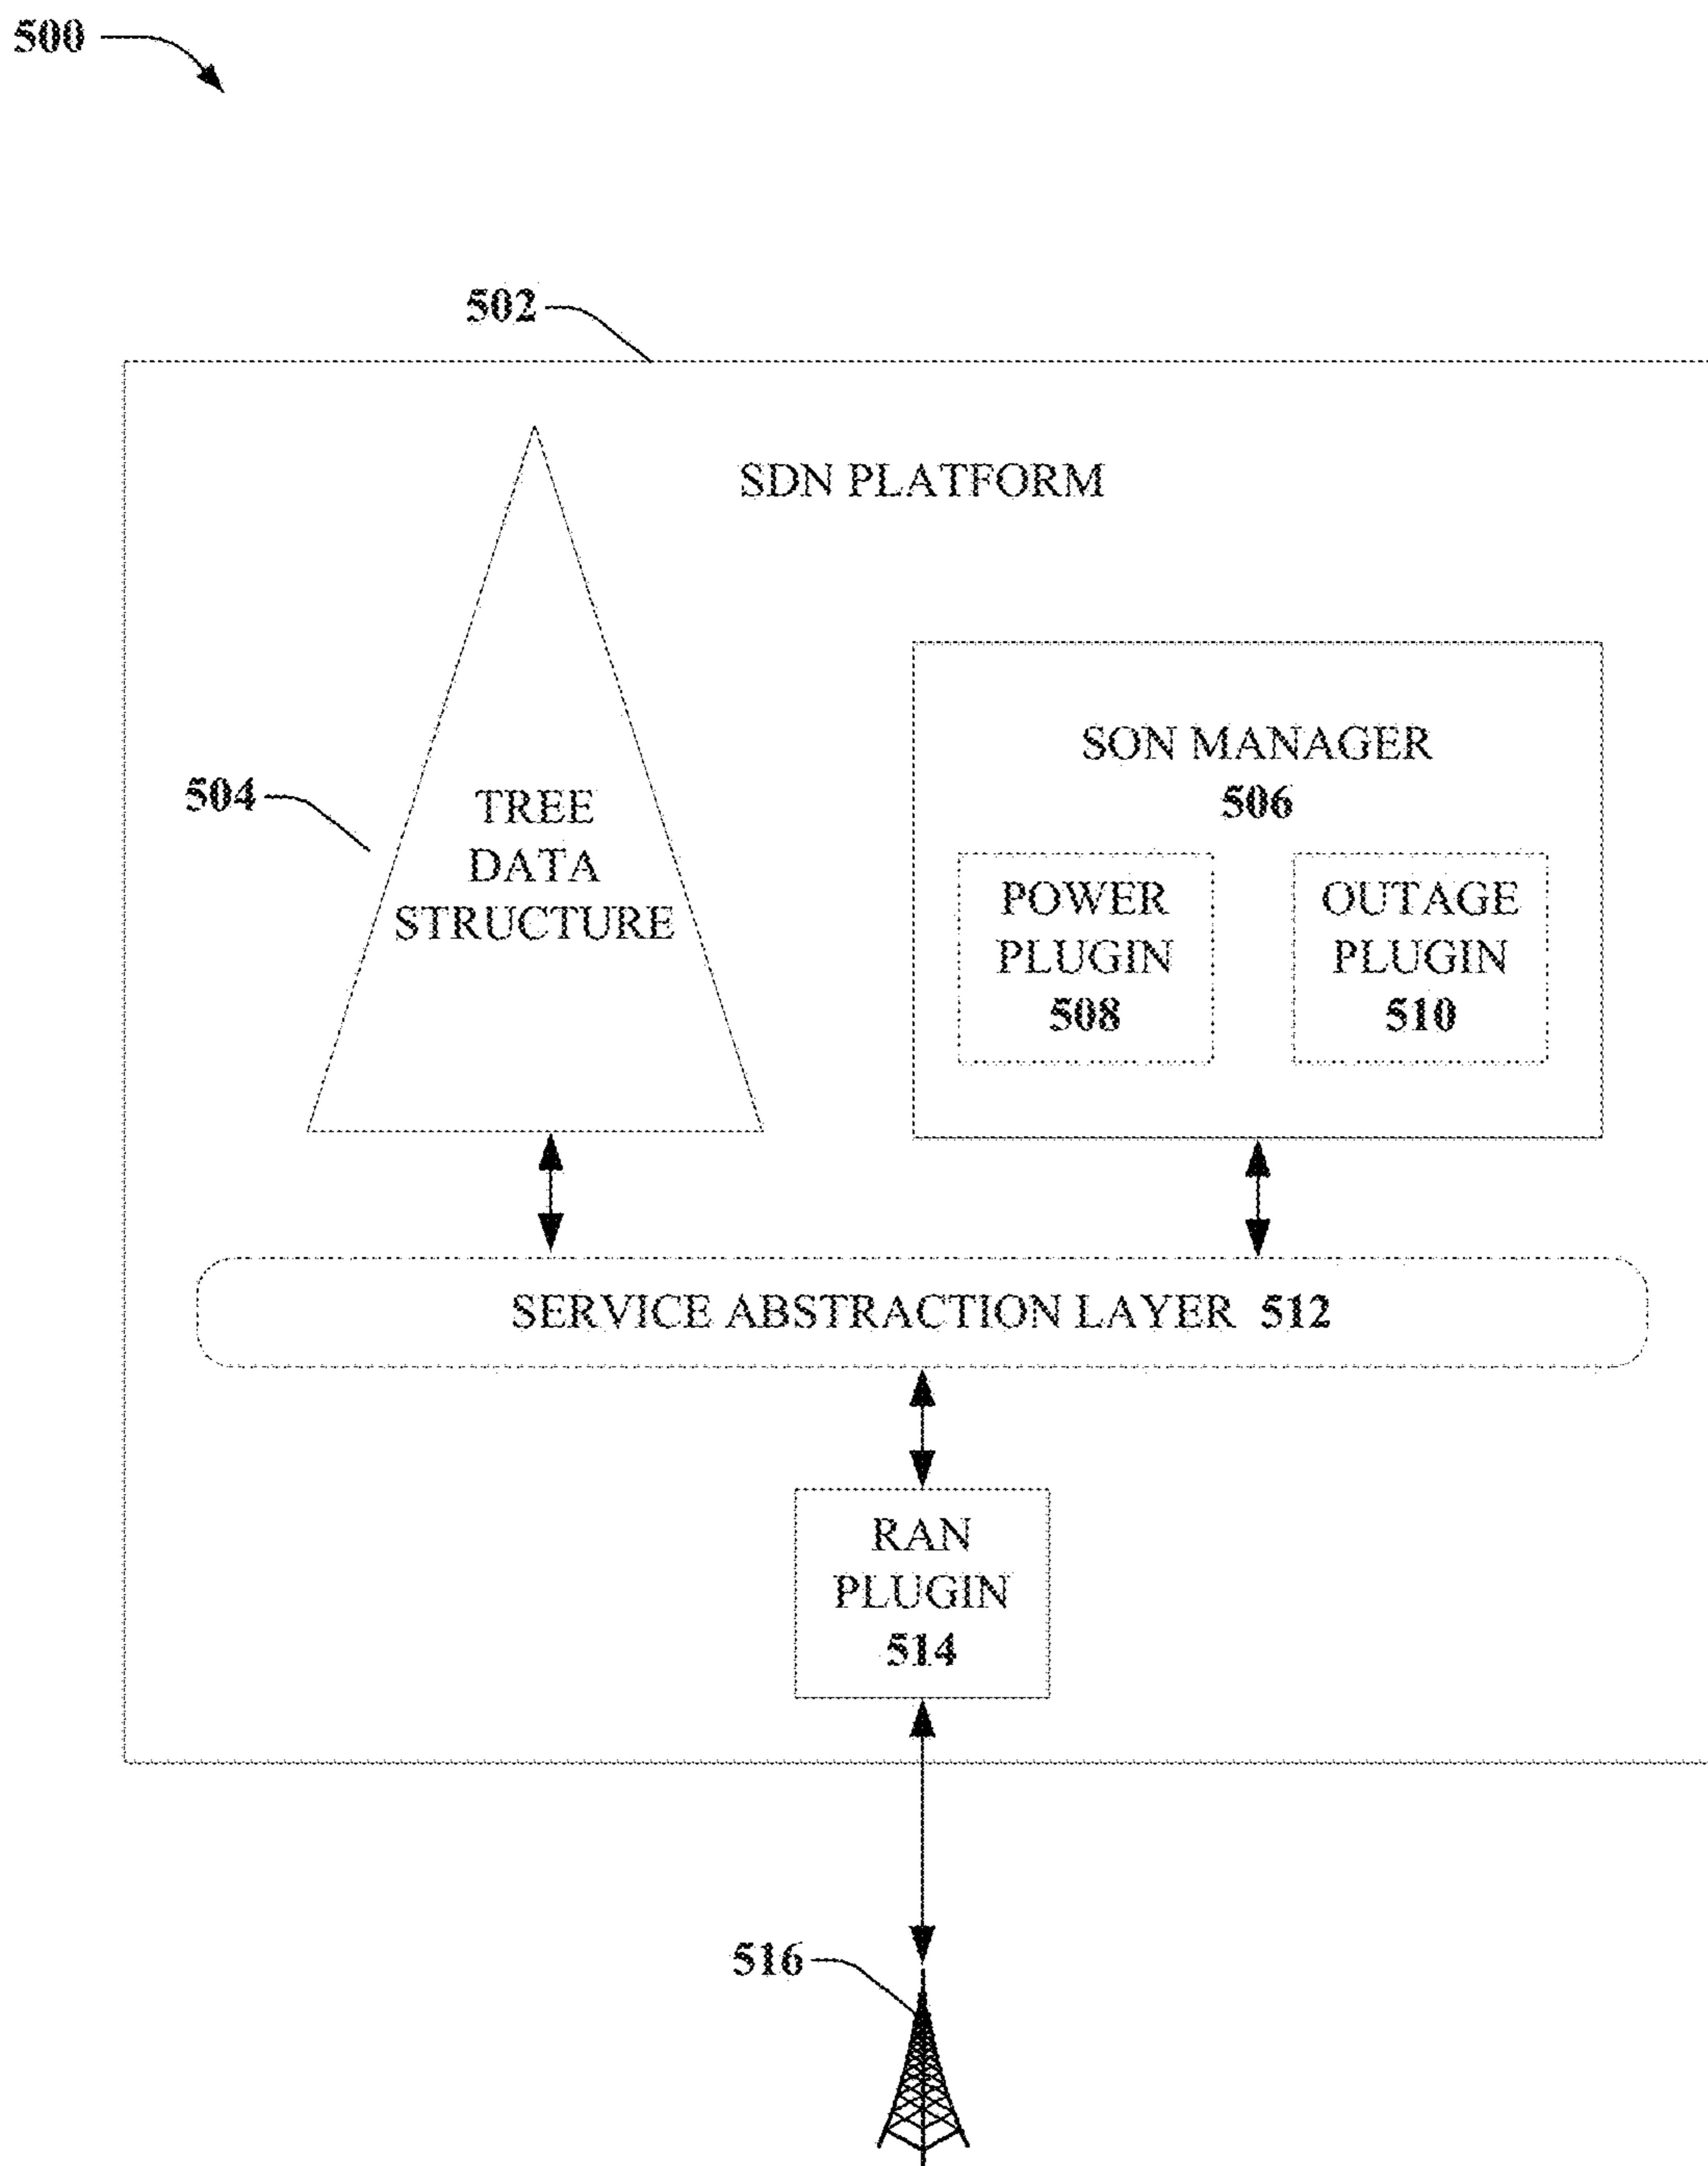 500
502
SDN PLATFORM
504
TREE
DATA
STRUCTURE
SON MANAGER
506
POWER
PLUGIN
508
OUTAGE
PLUGIN
510
SERVICE ABSTRACTION LAYER 512
RAN
PLUGIN
514
516